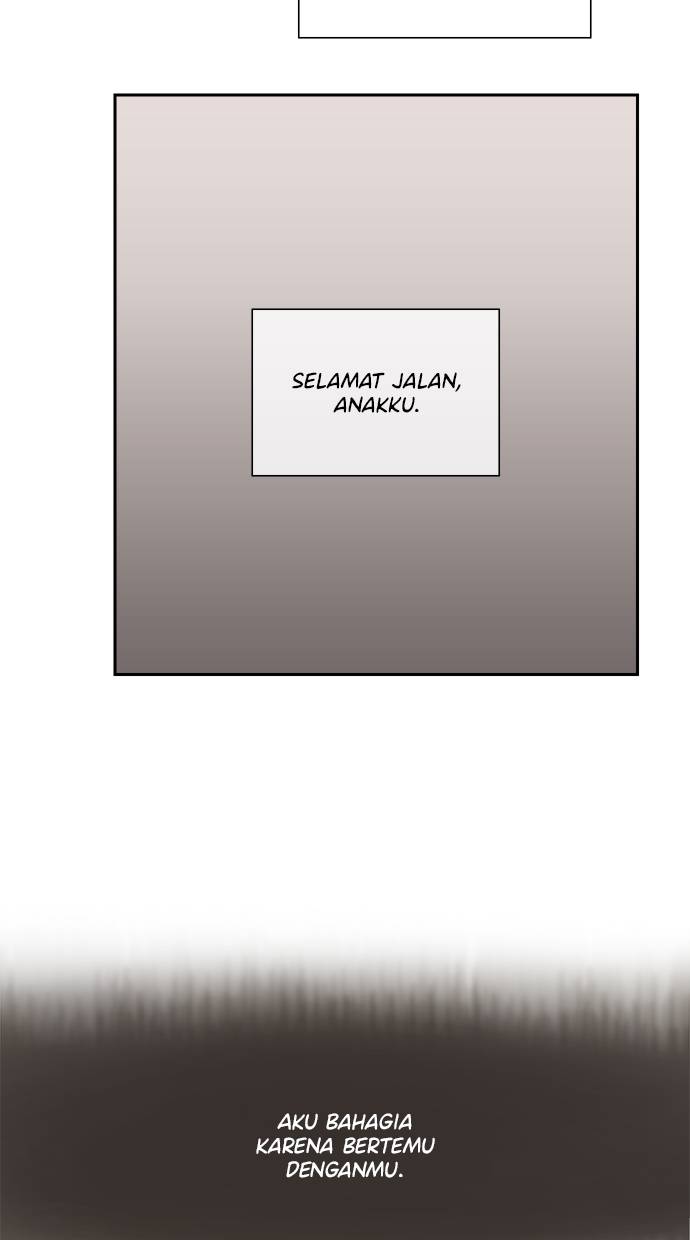 SELAMAT JALAN,
ANAKKU.
AKU BAHAGIA
KARENA BERTEMU
DENGANMU.